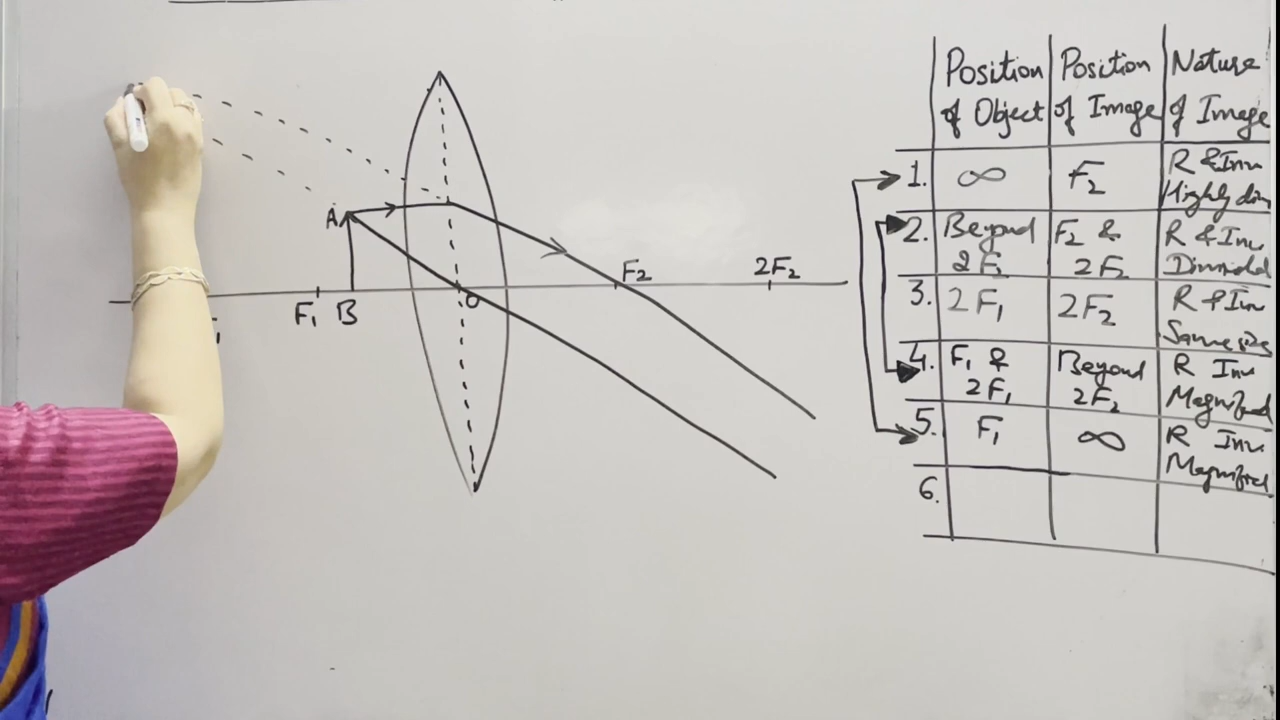 A
F₁ B
O
F₂
2F₂
Position of Object | Position of Image | Nature of Image
1. | ∞ | F₂ | R & Inv Highly dim
2. | Beyond 2F₁ | F₂ & 2F₂ | R & Inv
3. | 2F₁ | 2F₂ | R & Inv Same size
4. | F₁ & 2F₁ | Beyond 2F₂ | R Inv Magnified
5. | F₁ | ∞ | R Inv Magnified
6.